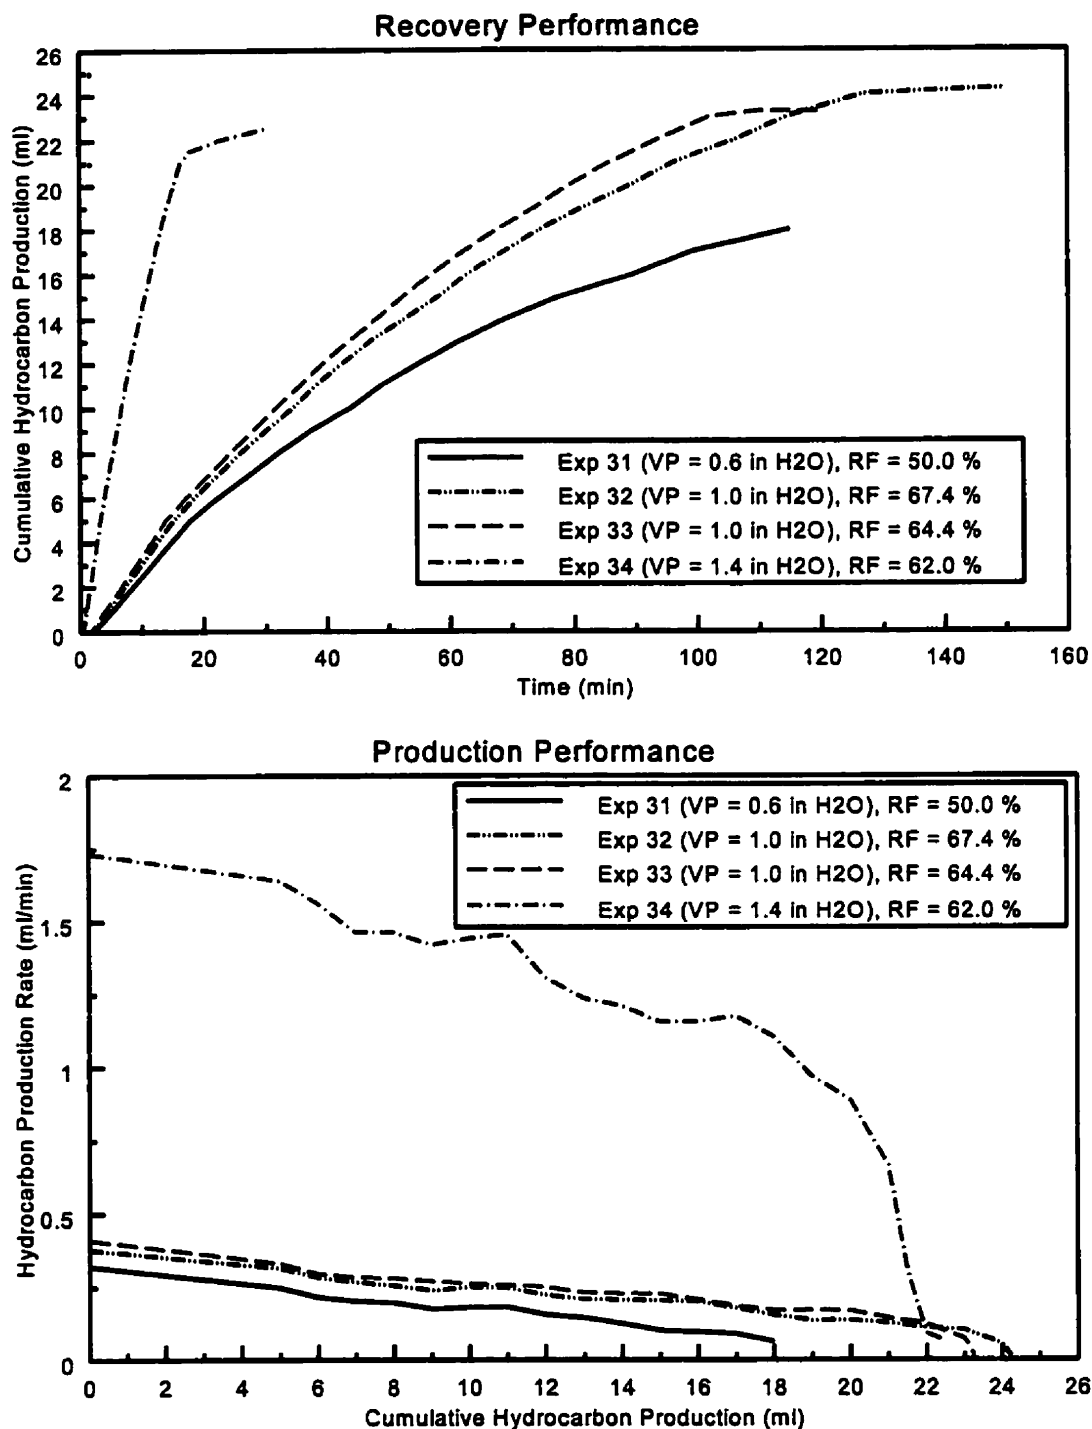 Recovery Performance
26
24
22
20
18
16
14
12
10
8
6
4
2
0
Cumulative Hydrocarbon Production (ml)
Exp 31 (VP = 0.6 in H2O), RF = 50.0 %
Exp 32 (VP = 1.0 in H2O), RF = 67.4 %
Exp 33 (VP = 1.0 in H2O), RF = 64.4 %
Exp 34 (VP = 1.4 in H2O), RF = 62.0 %
0 20 40 60 80 100 120 140 160
Time (min)
Production Performance
2
1.5
1
0.5
0
Hydrocarbon Production Rate (ml/min)
Exp 31 (VP = 0.6 in H2O), RF = 50.0 %
Exp 32 (VP = 1.0 in H2O), RF = 67.4 %
Exp 33 (VP = 1.0 in H2O), RF = 64.4 %
Exp 34 (VP = 1.4 in H2O), RF = 62.0 %
0 2 4 6 8 10 12 14 16 18 20 22 24 26
Cumulative Hydrocarbon Production (ml)